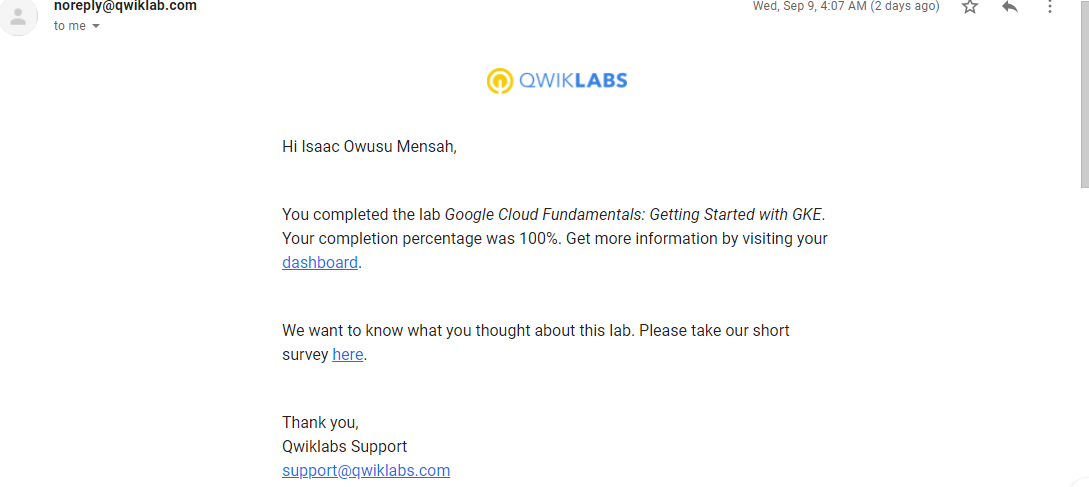 noreply@qwiklab.com
Wed, Sep 9, 4:07 AM (2 days ago)
to me
QWIKLABS
Hi Isaac Owusu Mensah,
You completed the lab Google Cloud Fundamentals: Getting Started with GKE.
Your completion percentage was 100%. Get more information by visiting your
dashboard.
We want to know what you thought about this lab. Please take our short
survey here.
Thank you,
Qwiklabs Support
support@qwiklabs.com